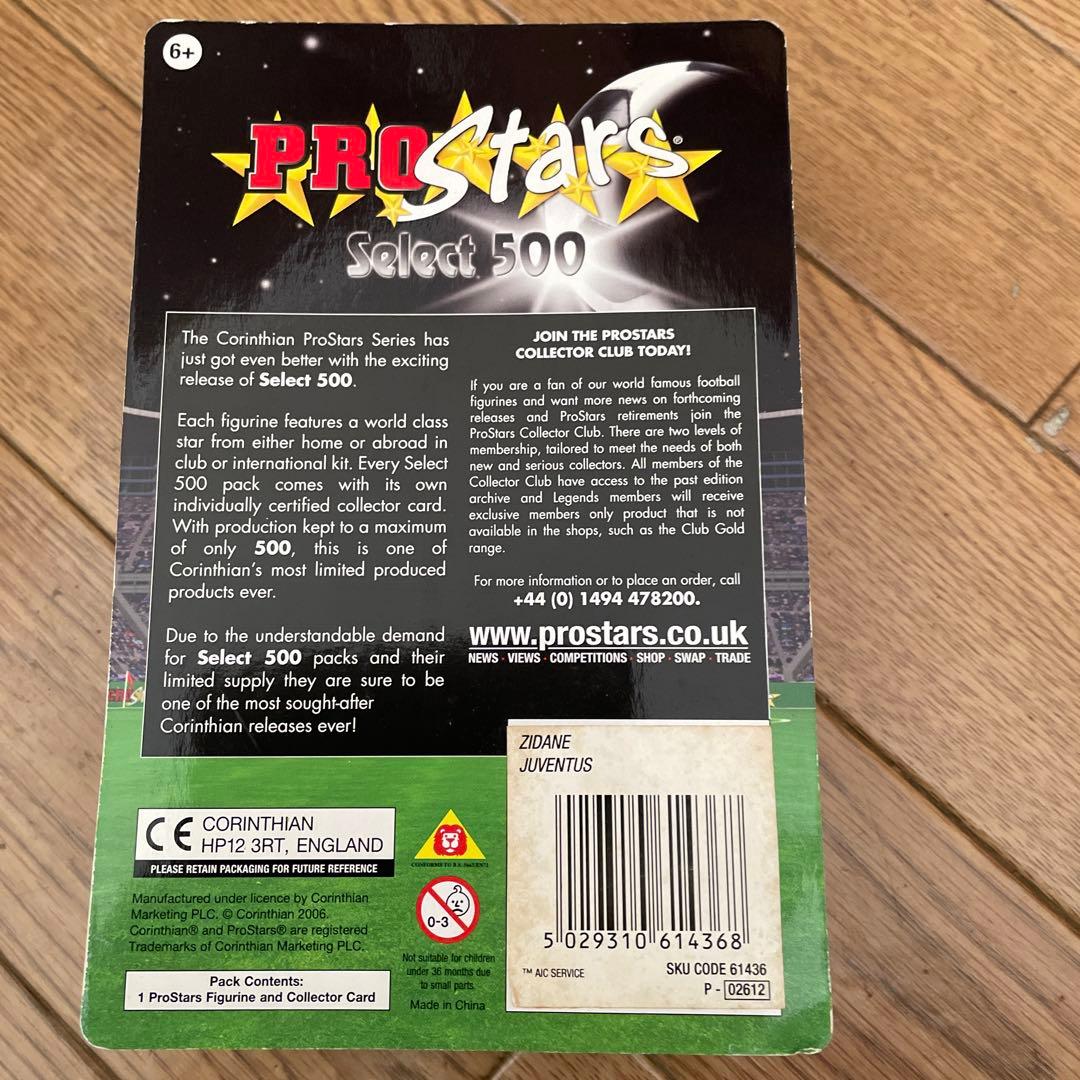 6+
PROStars®
Select 500
The Corinthian ProStars Series has
just got even better with the exciting
release of Select 500.
Each figurine features a world class
star from either home or abroad in
club or international kit. Every Select
500 pack comes with its own
individually certified collector card.
With production kept to a maximum
of only 500, this is one of
Corinthian's most limited produced
products ever.
Due to the understandable demand
for Select 500 packs and their
limited supply they are sure to be
one of the most sought-after
Corinthian releases ever!
JOIN THE PROSTARS
COLLECTOR CLUB TODAY!
If you are a fan of our world famous football
figurines and want more news on forthcoming
releases and ProStars retirements join the
ProStars Collector Club. There are two levels of
membership, tailored to meet the needs of both
new and serious collectors. All members of the
Collector Club have access to the past edition
archive and Legends members will receive
exclusive members only product that is not
available in the shops, such as the Club Gold
range.
For more information or to place an order, call
+44 (0) 1494 478200.
www.prostars.co.uk
NEWS · VIEWS · COMPETITIONS · SHOP · SWAP · TRADE
ZIDANE
JUVENTUS
5 029310 614368
™ AIC SERVICE
SKU CODE 61436
P - 02612
CE CORINTHIAN
HP12 3RT, ENGLAND
PLEASE RETAIN PACKAGING FOR FUTURE REFERENCE
Manufactured under licence by Corinthian
Marketing PLC. © Corinthian 2006.
Corinthian® and ProStars® are registered
Trademarks of Corinthian Marketing PLC.
Pack Contents:
1 ProStars Figurine and Collector Card
0-3
Not suitable for children
under 36 months due
to small parts.
Made in China